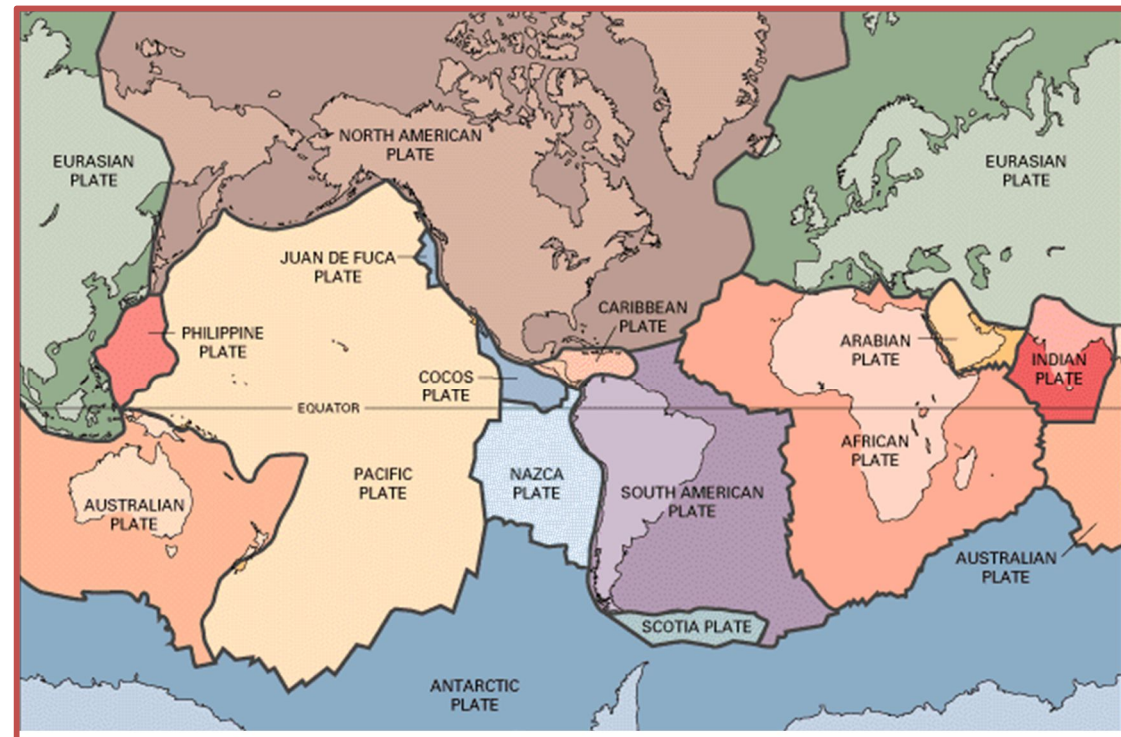 NORTH AMERICAN
PLATE
EURASIAN
PLATE
EURASIAN
PLATE
JUAN DE FUCA
PLATE
CARIBBEAN
PLATE
PHILIPPINE
PLATE
ARABIAN
PLATE
INDIAN
PLATE
COCOS
PLATE
EQUATOR
AFRICAN
PLATE
PACIFIC
PLATE
NAZCA
PLATE
SOUTH AMERICAN
PLATE
AUSTRALIAN
PLATE
AUSTRALIAN
PLATE
SCOTIA PLATE
ANTARCTIC
PLATE